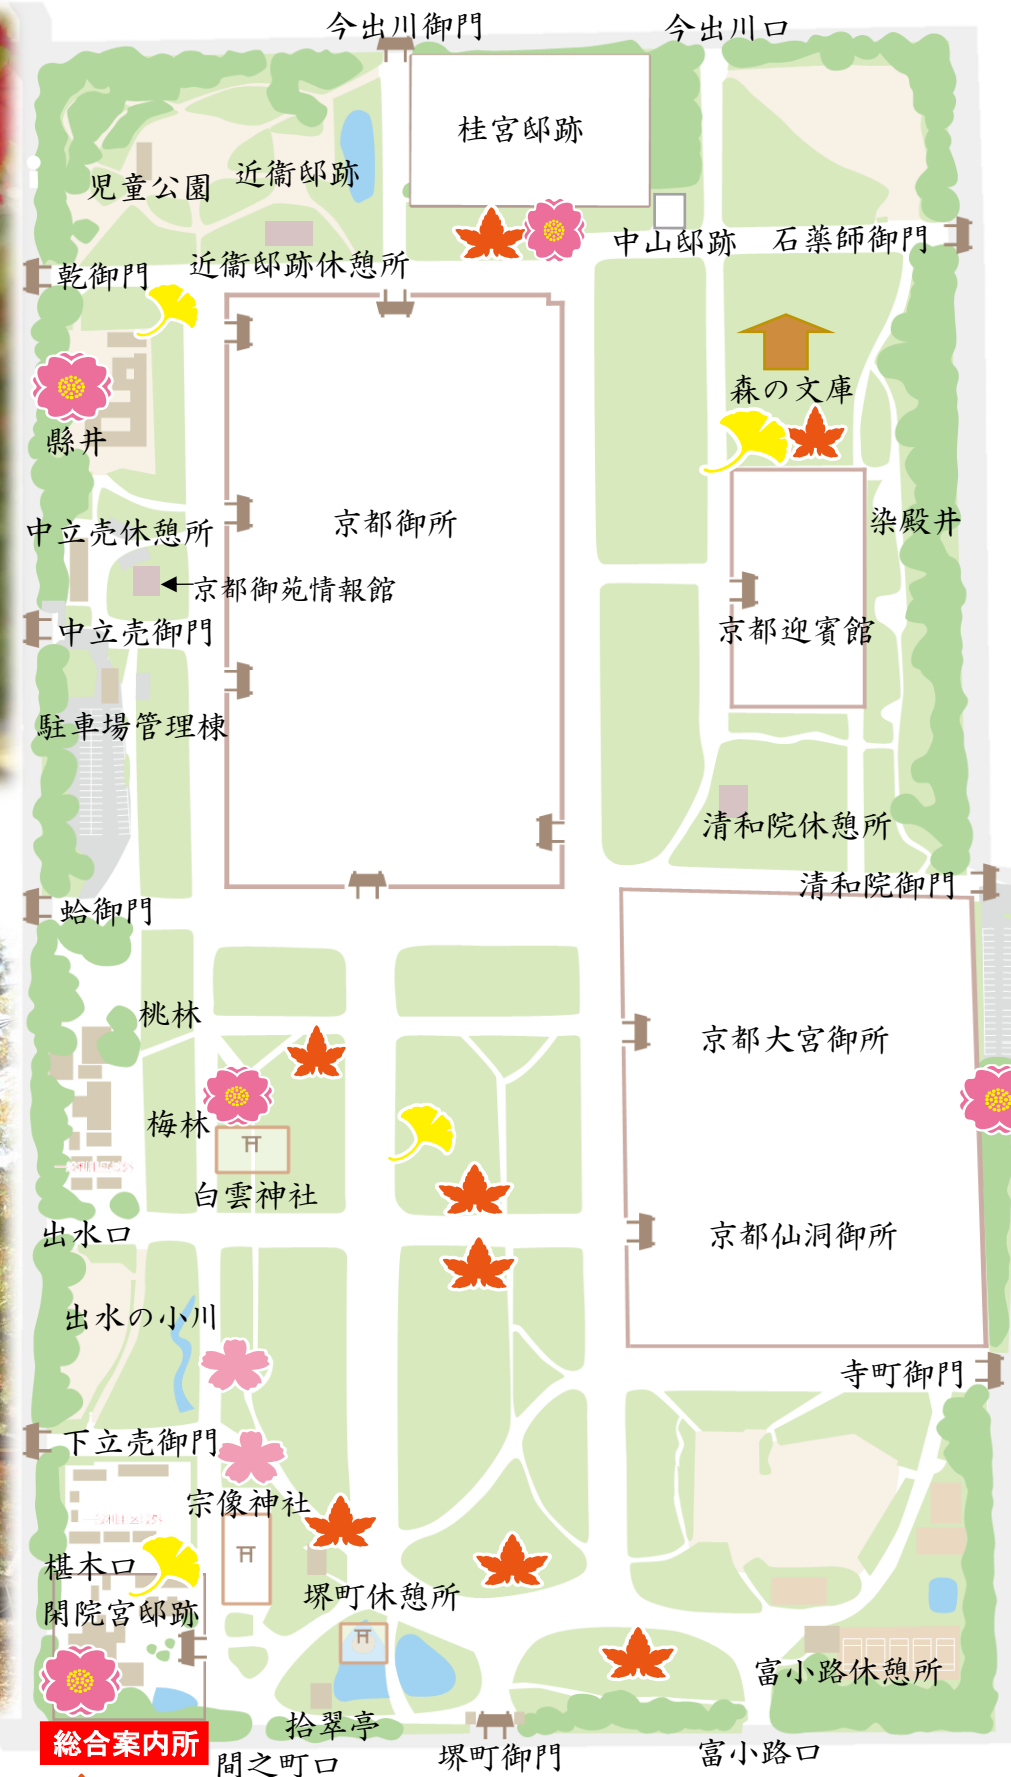 今出川御門
今出川口
桂宮邸跡
児童公園
近衞邸跡
中山邸跡
石薬師御門
近衞邸跡休憩所
乾御門
森の文庫
縣井
京都御所
染殿井
中立売休憩所
京都御苑情報館
中立売御門
京都迎賓館
駐車場管理棟
清和院休憩所
清和院御門
蛤御門
桃林
京都大宮御所
梅林
白雲神社
出水口
京都仙洞御所
出水の小川
寺町御門
下立売御門
宗像神社
椹木口
堺町休憩所
閑院宮邸跡
富小路休憩所
拾翠亭
総合案内所
間之町口
堺町御門
富小路口